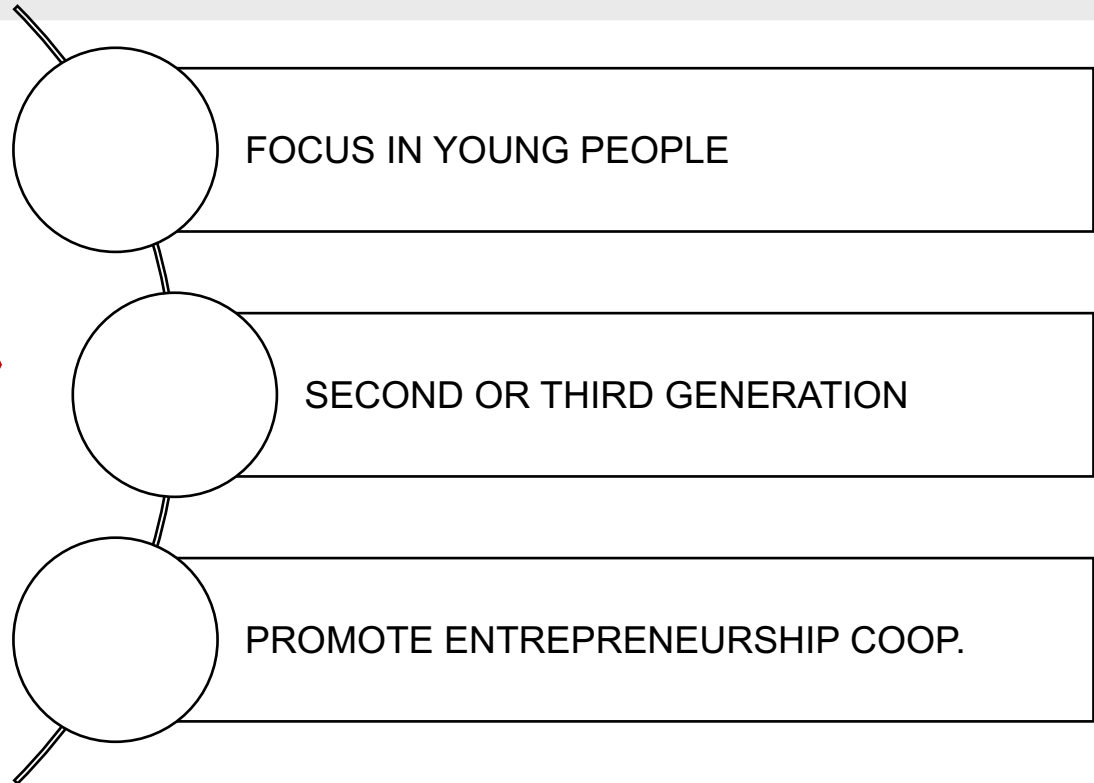 FOCUS IN YOUNG PEOPLE
SECOND OR THIRD GENERATION
PROMOTE ENTREPRENEURSHIP COOP.